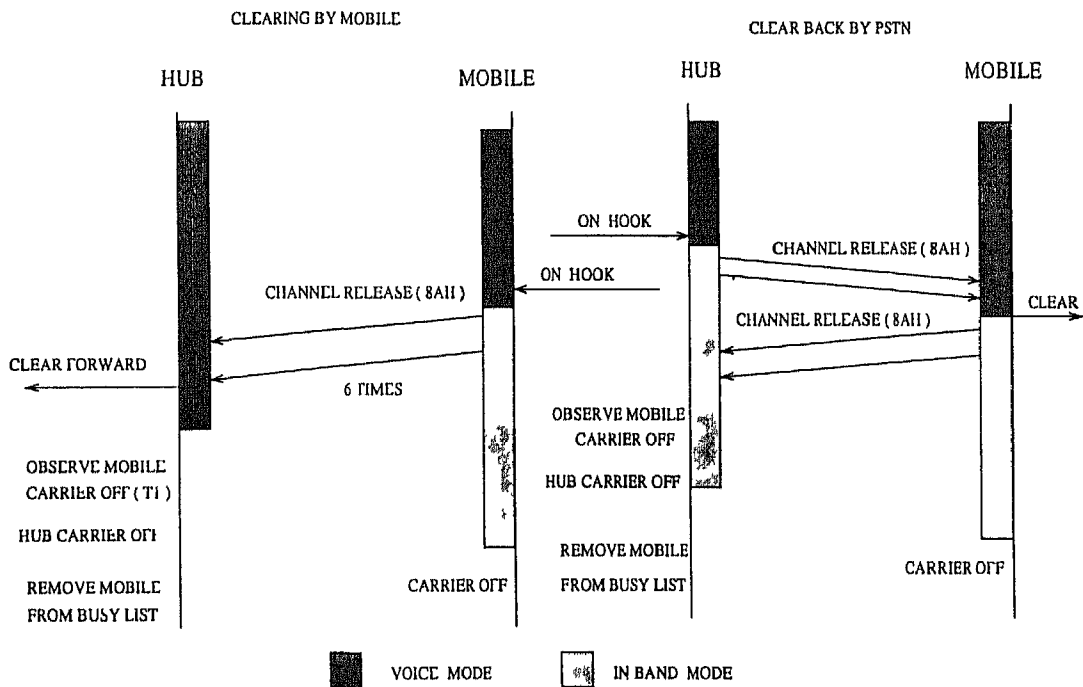 CLEARING BY MOBILE
HUB
MOBILE
ON HOOK
CHANNEL RELEASE ( 8AH )
6 TIMES
CLEAR FORWARD
OBSERVE MOBILE
CARRIER OFF ( T1 )
HUB CARRIER OFF
REMOVE MOBILE
FROM BUSY LIST
CARRIER OFF
CLEAR BACK BY PSTN
HUB
MOBILE
ON HOOK
CHANNEL RELEASE ( 8AH )
CLEAR
CHANNEL RELEASE (8AH )
OBSERVE MOBILE
CARRIER OFF
HUB CARRIER OFF
REMOVE MOBILE
FROM BUSY LIST
CARRIER OFF
VOICE MODE
IN BAND MODE